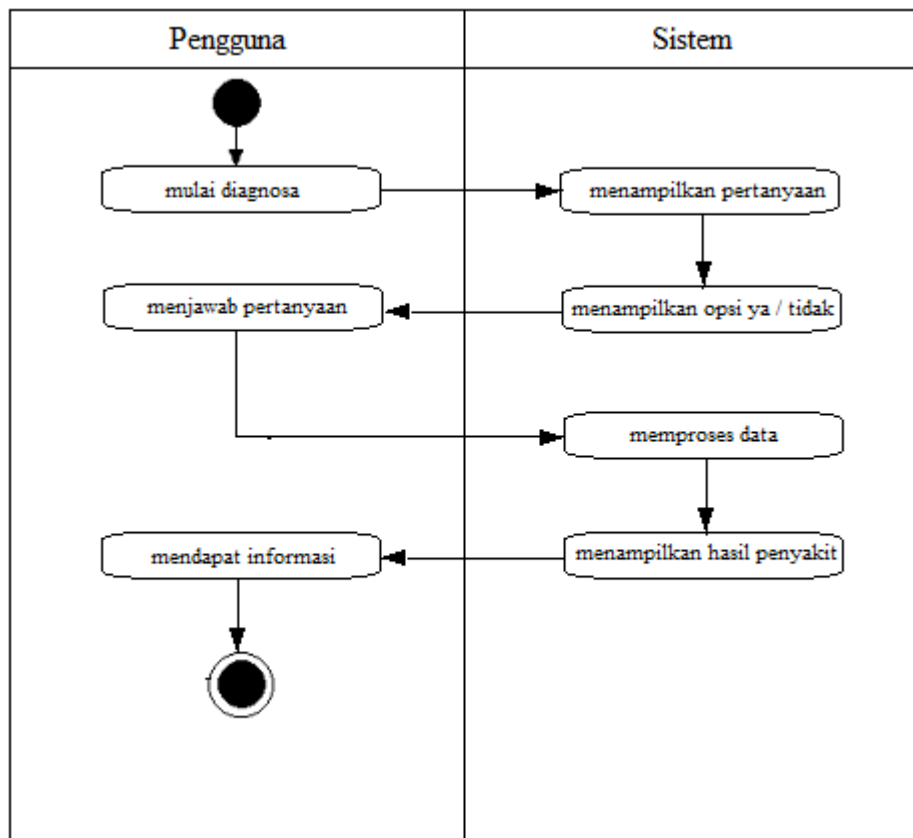 Pengguna
Sistem
mulai diagnosa
menampilkan pertanyaan
menjawab pertanyaan
menampilkan opsi ya / tidak
memproses data
mendapat informasi
menampilkan hasil penyakit